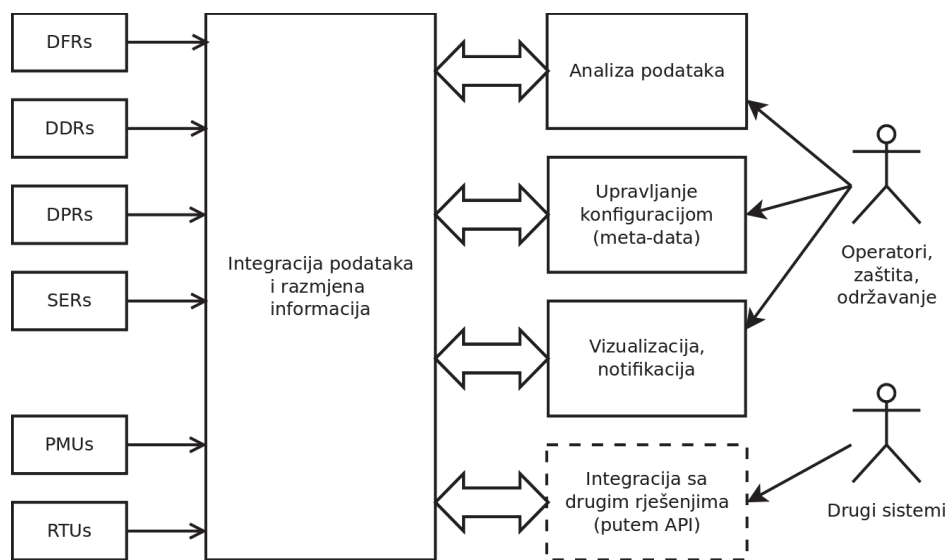 DFRs
DDRs
DPRs
SERs
PMUs
RTUs
Integracija podataka
i razmjena
informacija
Analiza podataka
Upravljanje
konfiguracijom
(meta-data)
Vizualizacija,
notifikacija
Integracija sa
drugim rješenjima
(putem API)
Operatori,
zaštita,
održavanje
Drugi sistemi